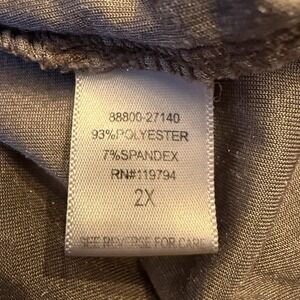 88800-27140
93%POLYESTER
7%SPANDEX
RN#119794
2X
SEE REVERSE FOR CARE